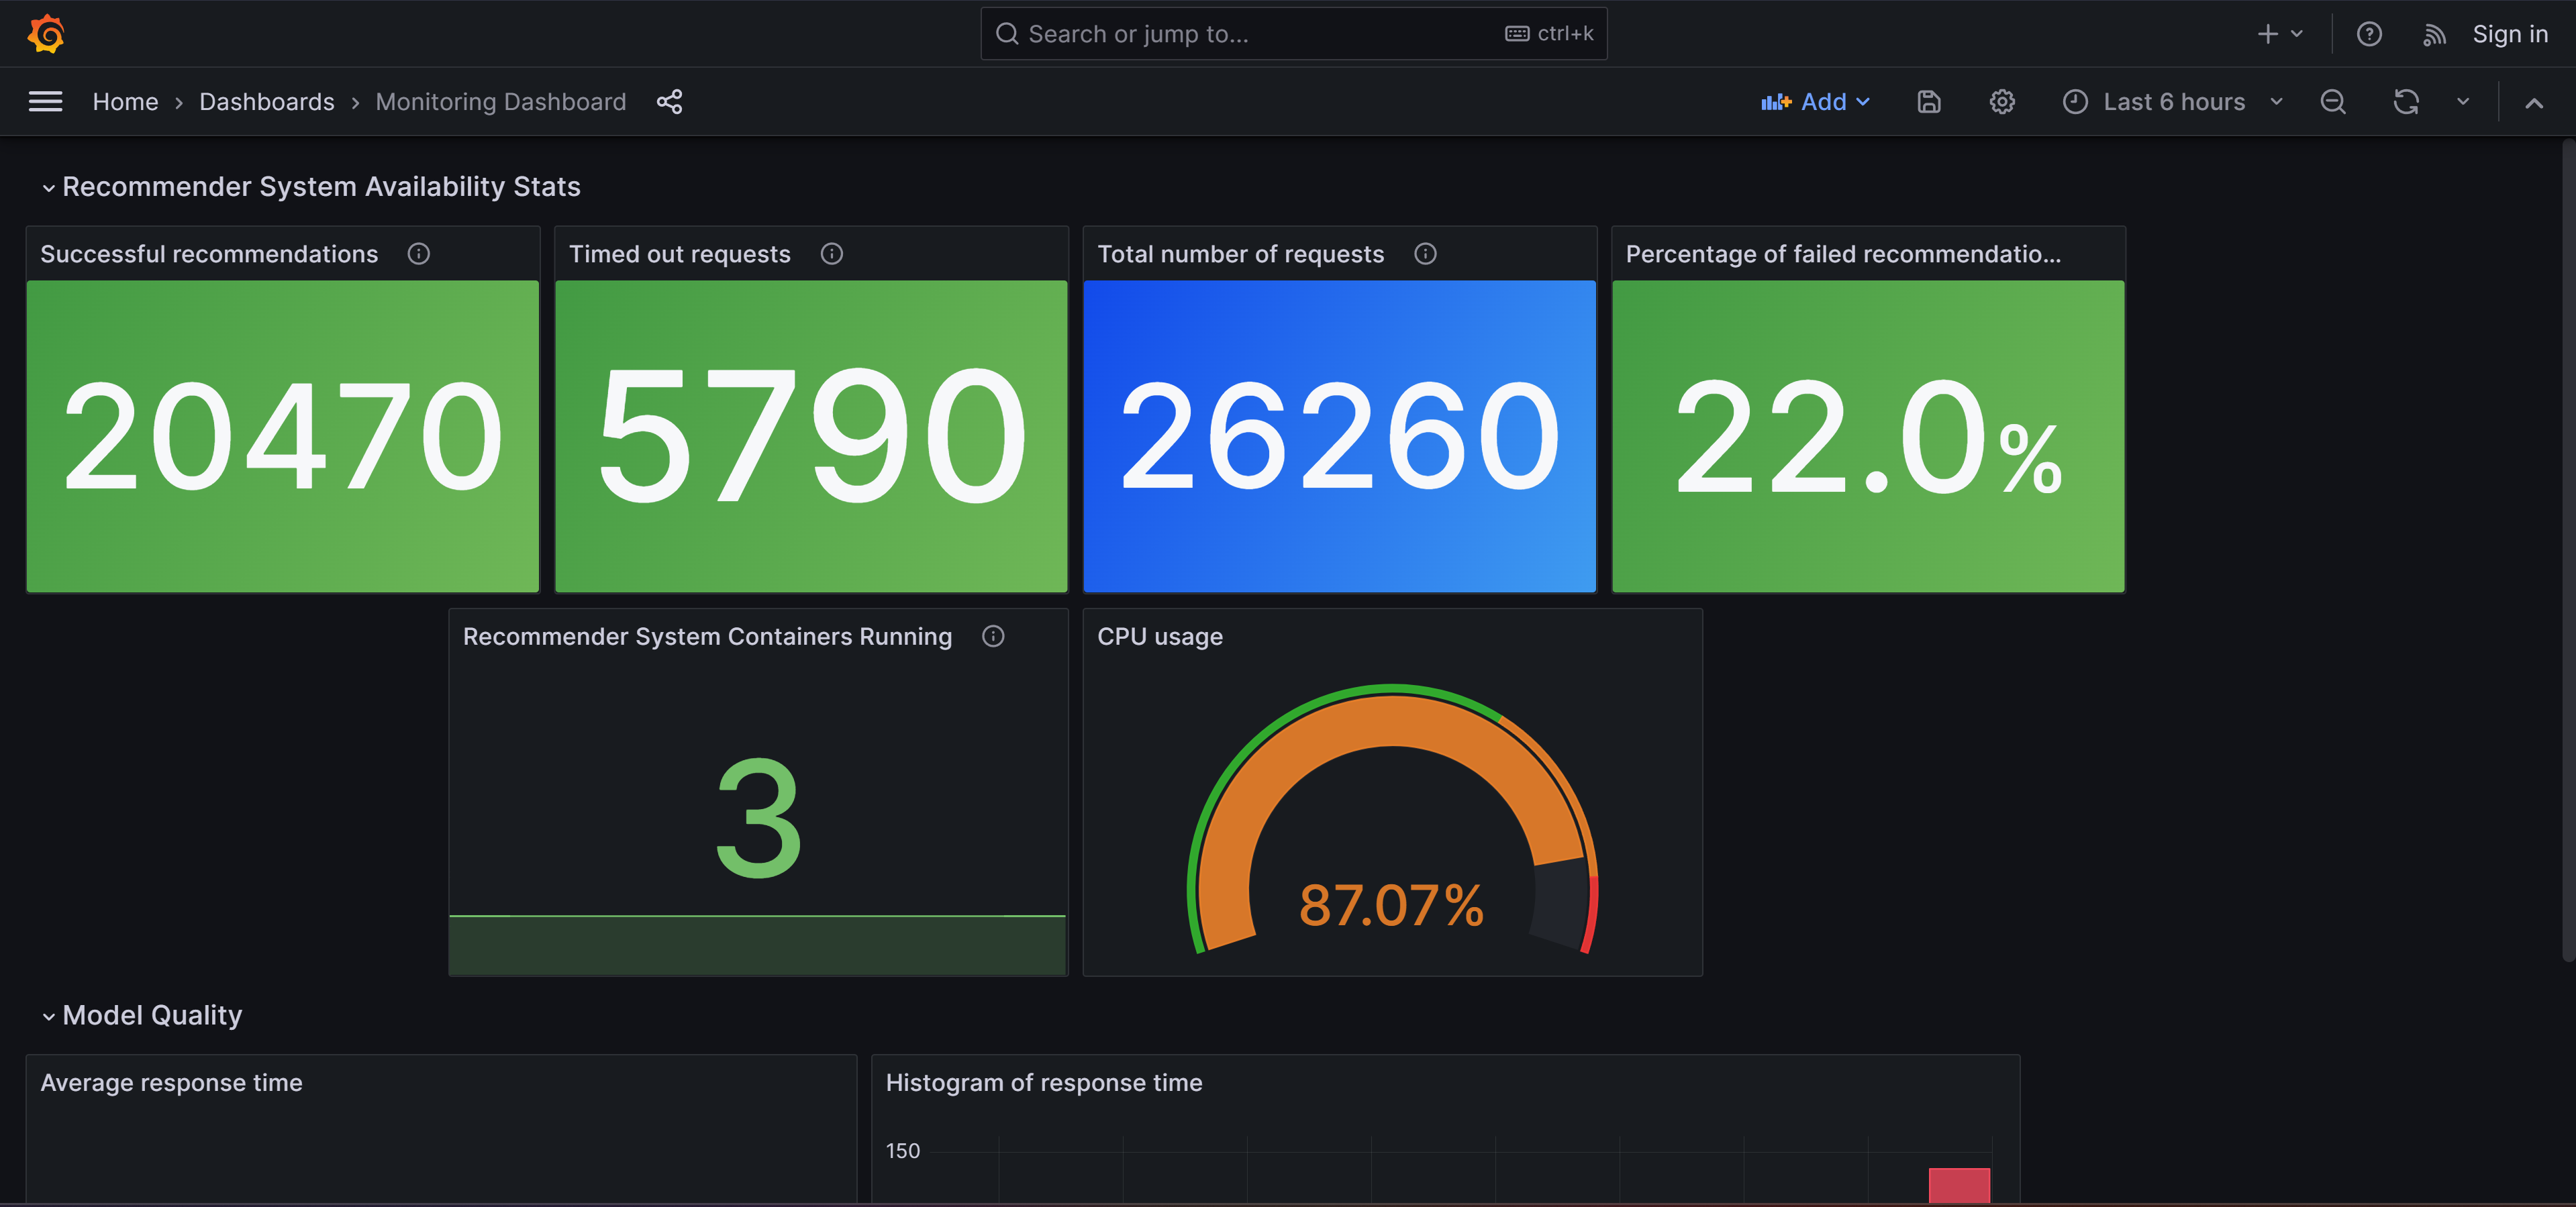 Search or jump to... ctrl+k Sign in
Home › Dashboards › Monitoring Dashboard Add Last 6 hours
Recommender System Availability Stats
Successful recommendations
20470
Timed out requests
5790
Total number of requests
26260
Percentage of failed recommendatio...
22.0%
Recommender System Containers Running
3
CPU usage
87.07%
Model Quality
Average response time
Histogram of response time
150